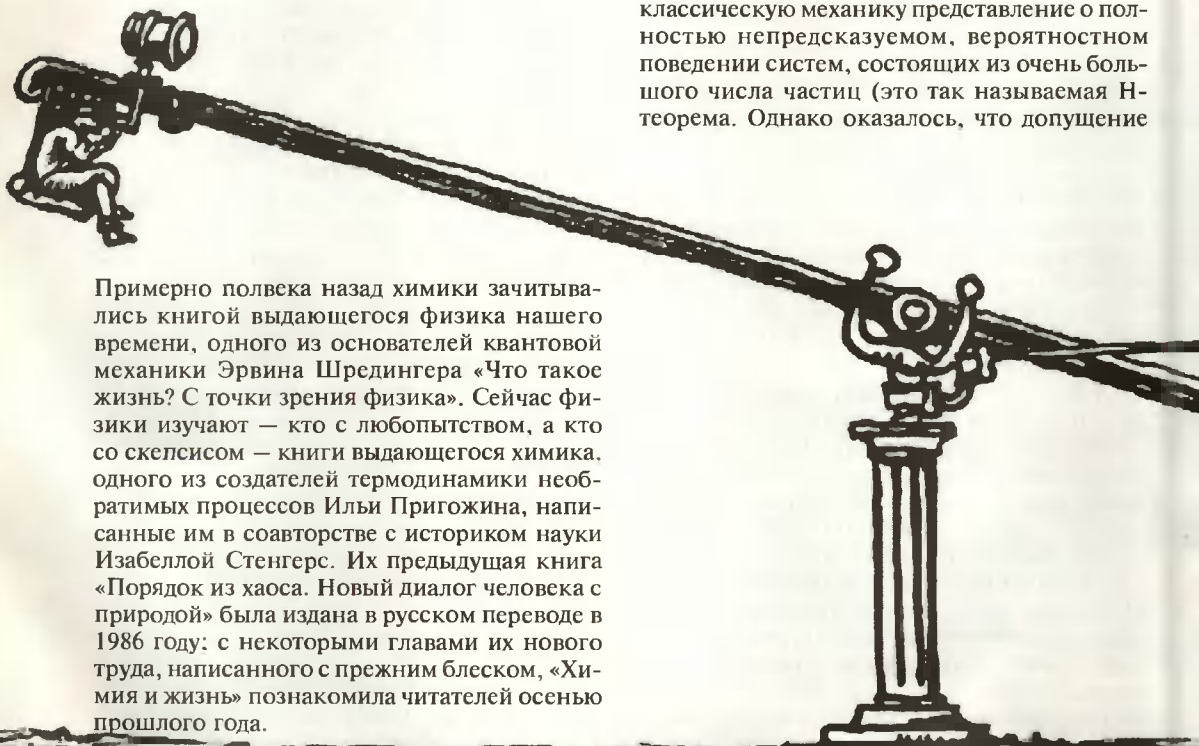 Примерно полвека назад химики зачитыва-
лись книгой выдающегося физика нашего
времени, одного из основателей квантовой
механики Эрвина Шредингера «Что такое
жизнь? С точки зрения физика». Сейчас фи-
зики изучают — кто с любопытством, а кто
со скепсисом — книги выдающегося химика,
одного из создателей термодинамики необ-
ратимых процессов Ильи Пригожина, напи-
санные им в соавторстве с историком науки
Изабеллой Стенгерс. Их предыдущая книга
«Порядок из хаоса. Новый диалог человека с
природой» была издана в русском переводе в
1986 году; с некоторыми главами их нового
труда, написанного с прежним блеском, «Хи-
мия и жизнь» познакомила читателей осенью
прошлого года.
классическую механику представление о пол-
ностью непредсказуемом, вероятностном
поведении систем, состоящих из очень боль-
шого числа частиц (это так называемая Н-
теорема. Однако оказалось, что допущение